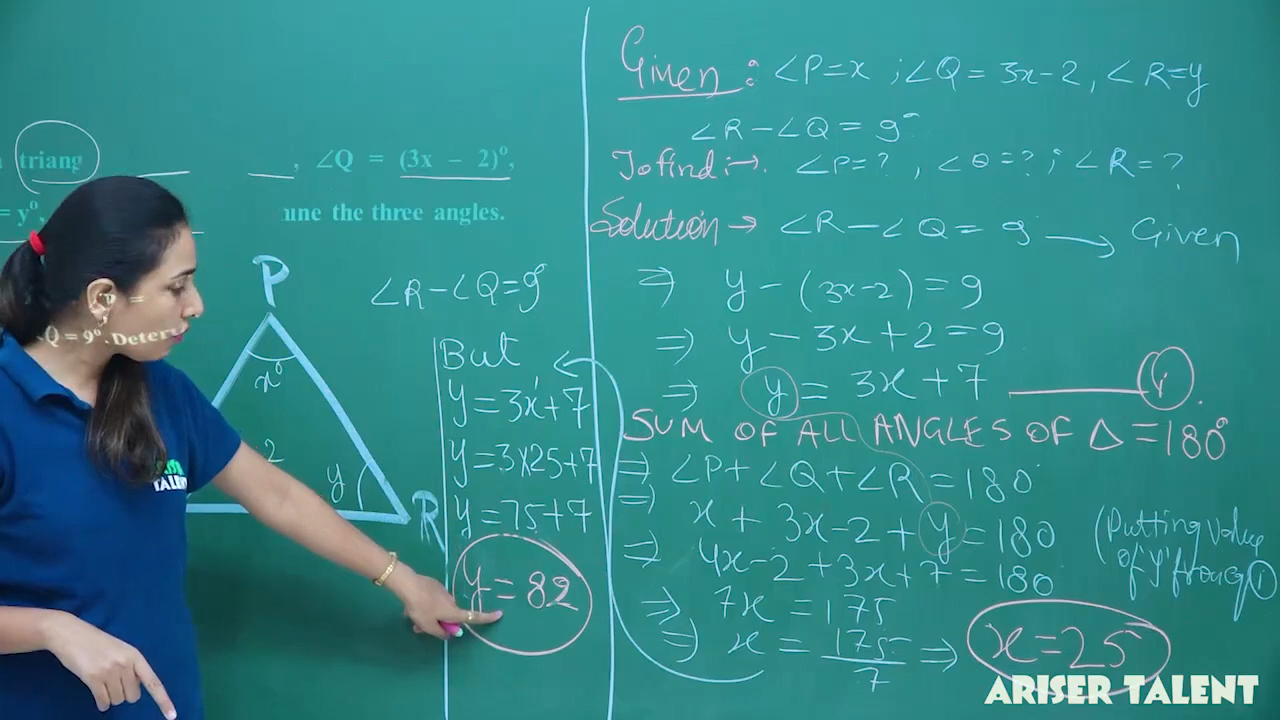 triang , ∠Q = (3x – 2)°,
= y°, une the three angles.
Q = 9°. Deter
P
x°
2
y
R
TALENT
∠R-∠Q=9°
But
y=3x+7
y=3x25+7
y=75+7
y=82
Given: ∠P=x ;∠Q=3x-2, ∠R=y
∠R-∠Q=9°
To find:→. ∠P=? , ∠Q=? ; ∠R=?
Solution → ∠R-∠Q=9 → Given
⇒ y-(3x-2)=9
⇒ y-3x+2=9
⇒ y=3x+7 (i).
SUM OF ALL ANGLES OF Δ=180°
⇒ ∠P+∠Q+∠R=180
⇒ x+3x-2+y=180 (Putting value
⇒ 4x-2+3x+7=180 of 'y' from eq (i)
⇒ 7x=175
⇒ x=175/7 ⇒ x=25
ARISER TALENT